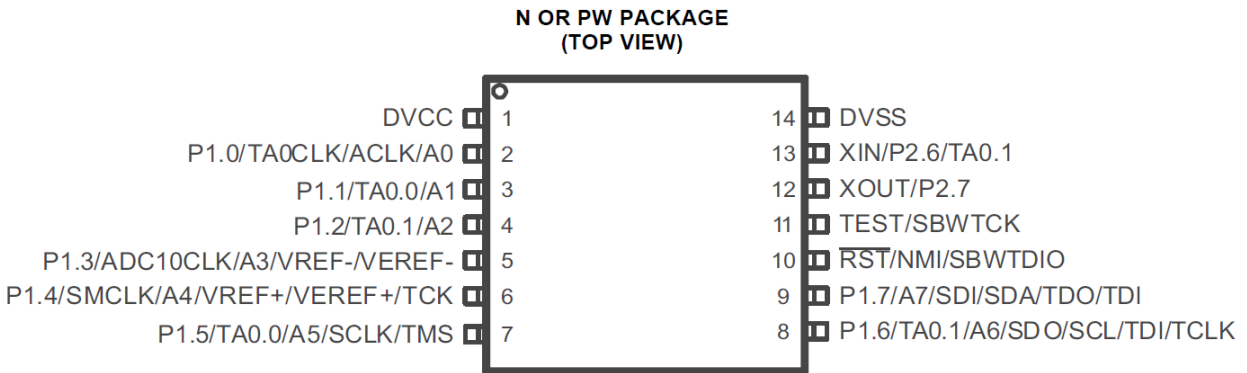 N OR PW PACKAGE
(TOP VIEW)
DVCC 1 14 DVSS
P1.0/TA0CLK/ACLK/A0 2 13 XIN/P2.6/TA0.1
P1.1/TA0.0/A1 3 12 XOUT/P2.7
P1.2/TA0.1/A2 4 11 TEST/SBWTCK
P1.3/ADC10CLK/A3/VREF-/VEREF- 5 10 RST/NMI/SBWTDIO
P1.4/SMCLK/A4/VREF+/VEREF+/TCK 6 9 P1.7/A7/SDI/SDA/TDO/TDI
P1.5/TA0.0/A5/SCLK/TMS 7 8 P1.6/TA0.1/A6/SDO/SCL/TDI/TCLK